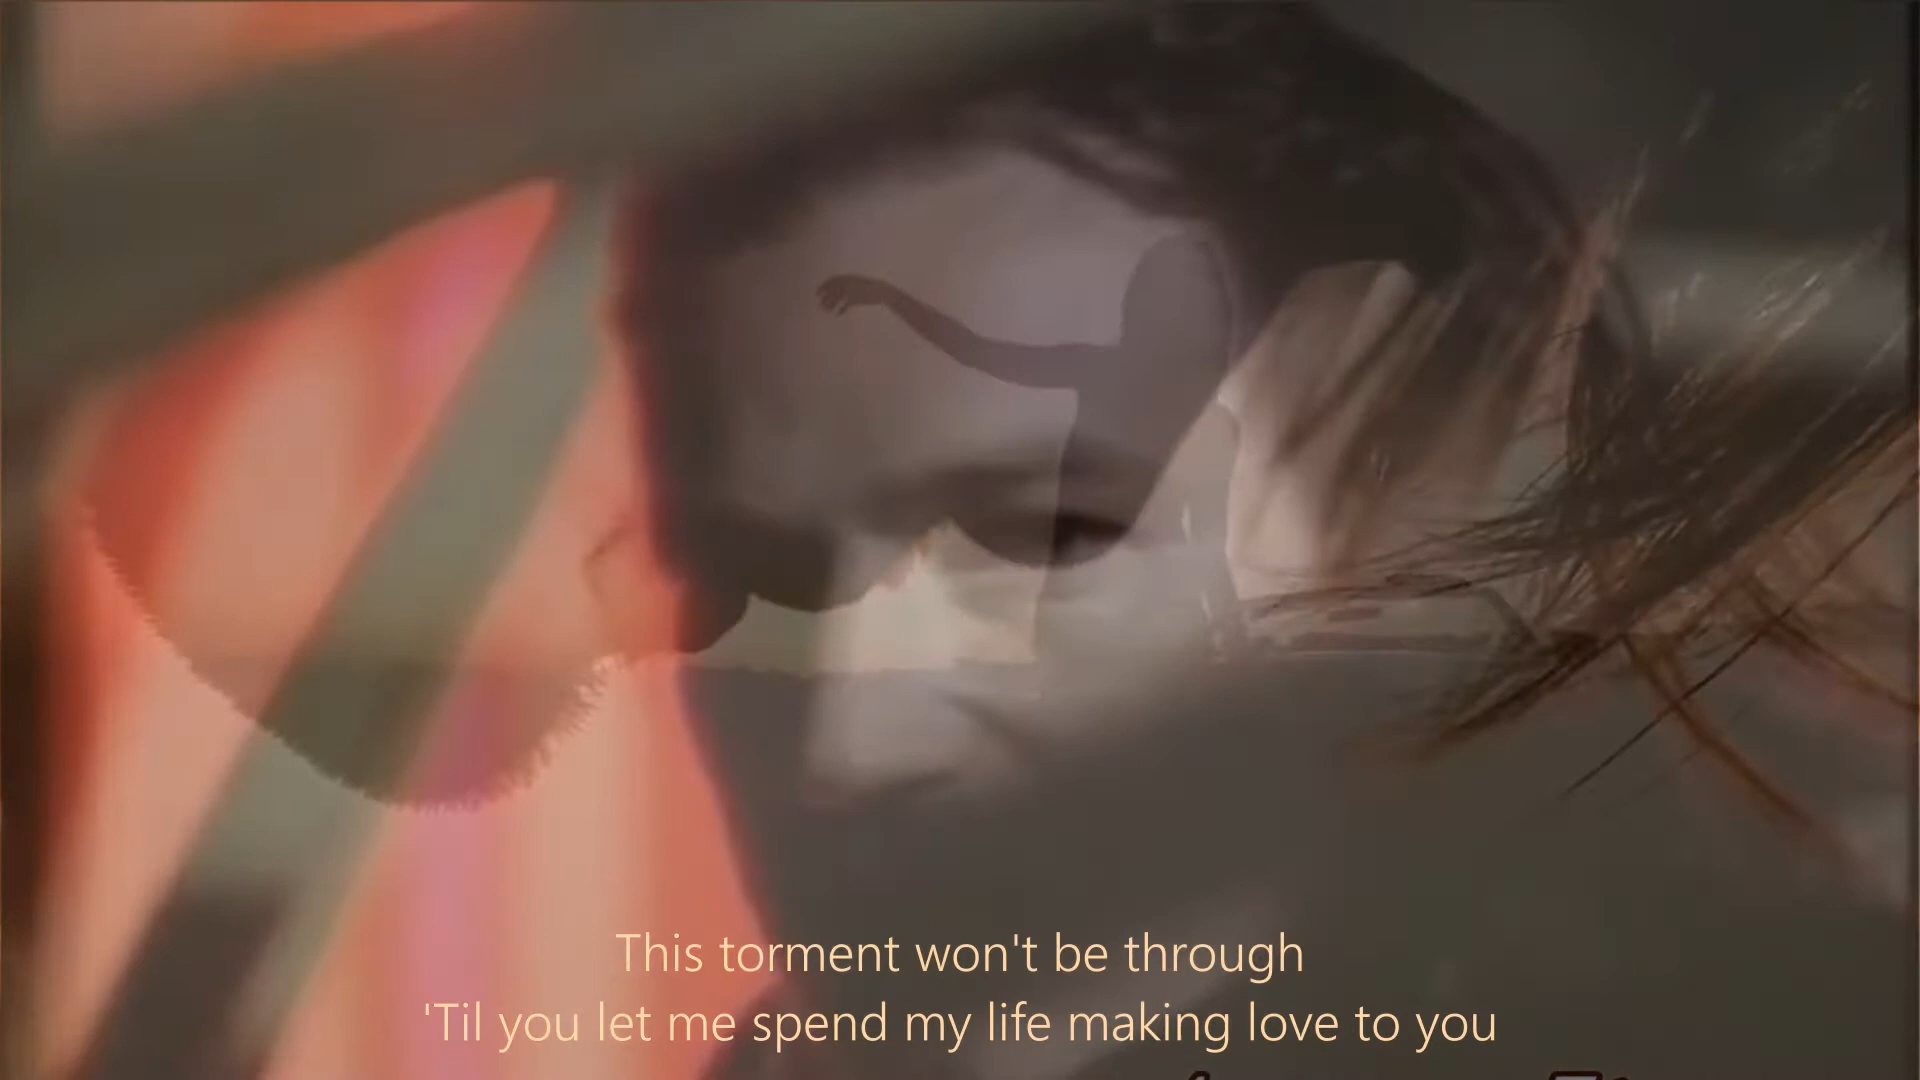 This torment won't be through
'Til you let me spend my life making love to you